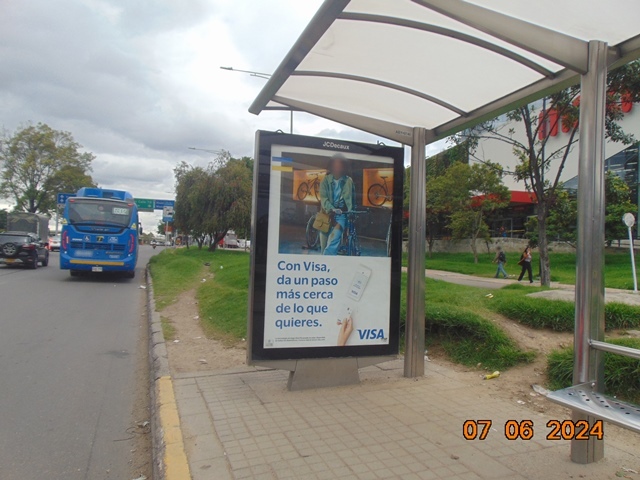 JCDecaux
Con Visa,
da un paso
más cerca
de lo que
quieres.
VISA
07 06 2024